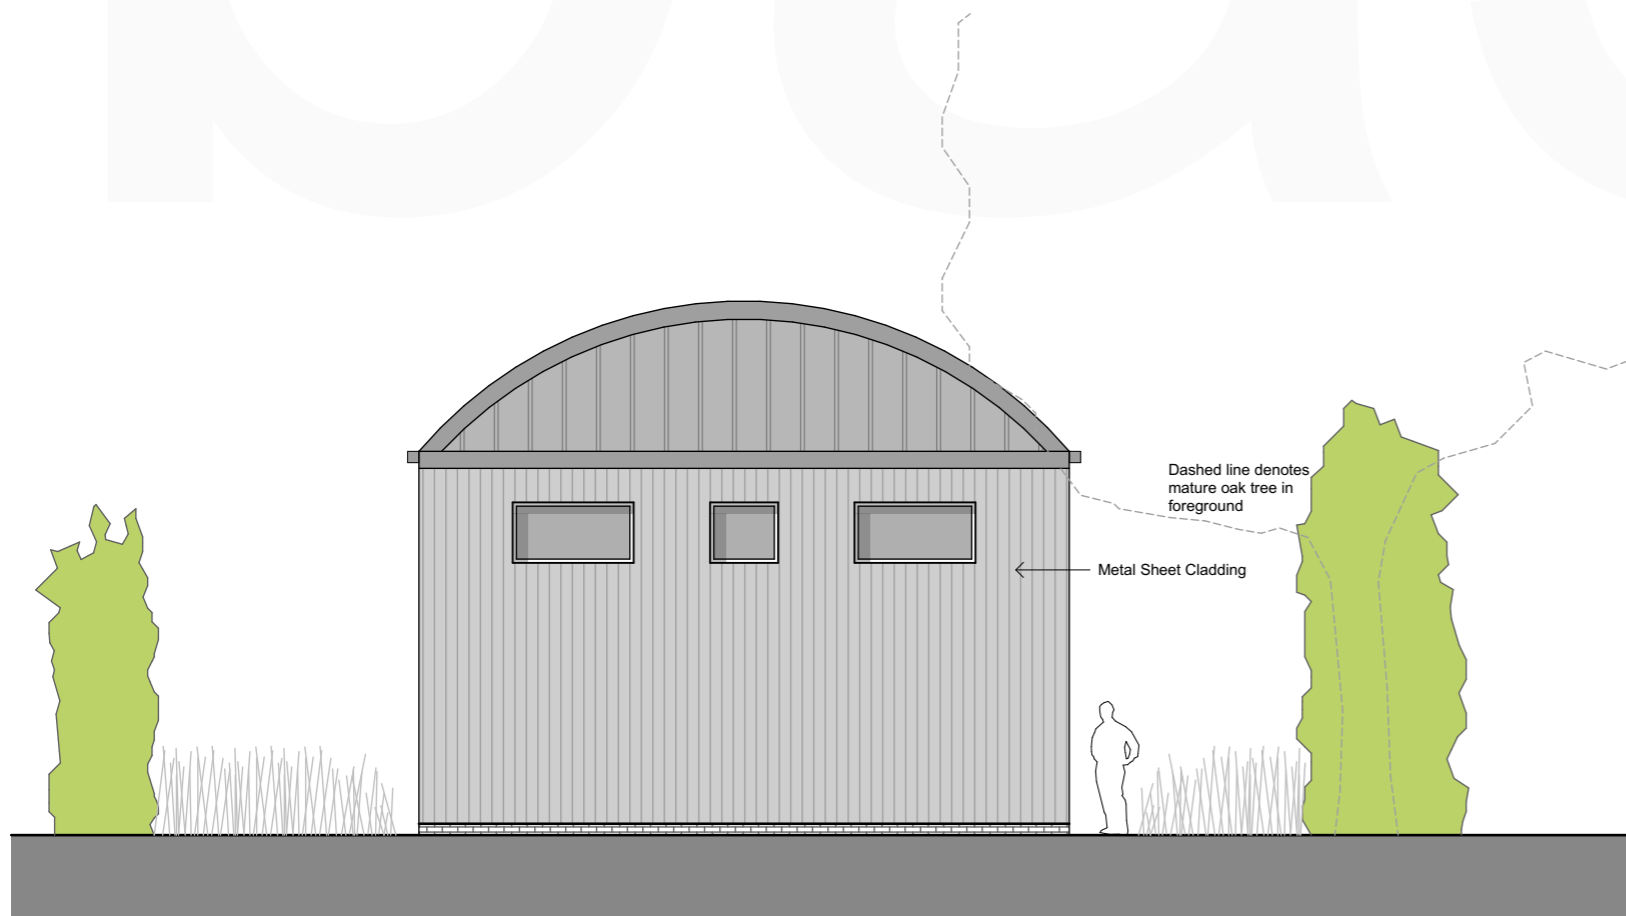 Dashed line denotes
mature oak tree in
foreground
Metal Sheet Cladding